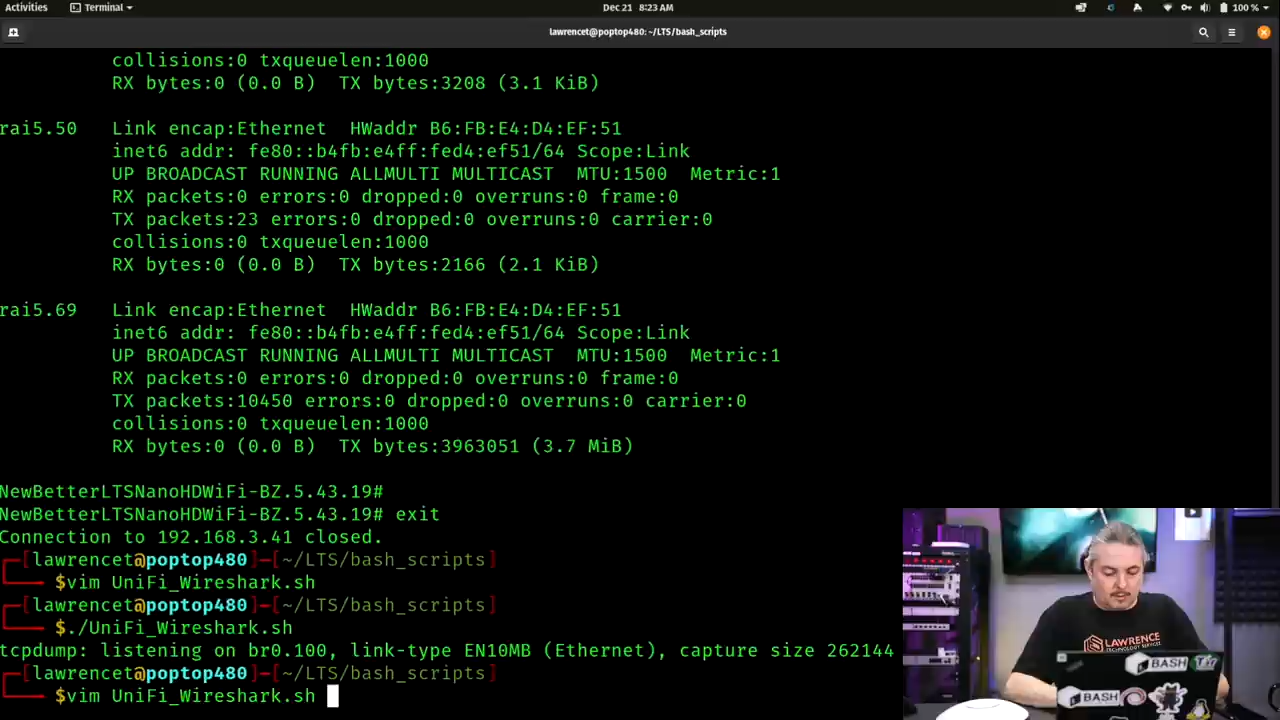 Activities Terminal Dec 21 8:23 AM 100 %
lawrencet@poptop480: ~/LTS/bash_scripts
collisions:0 txqueuelen:1000
RX bytes:0 (0.0 B) TX bytes:3208 (3.1 KiB)
rai5.50 Link encap:Ethernet HWaddr B6:FB:E4:D4:EF:51
inet6 addr: fe80::b4fb:e4ff:fed4:ef51/64 Scope:Link
UP BROADCAST RUNNING ALLMULTI MULTICAST MTU:1500 Metric:1
RX packets:0 errors:0 dropped:0 overruns:0 frame:0
TX packets:23 errors:0 dropped:0 overruns:0 carrier:0
collisions:0 txqueuelen:1000
RX bytes:0 (0.0 B) TX bytes:2166 (2.1 KiB)
rai5.69 Link encap:Ethernet HWaddr B6:FB:E4:D4:EF:51
inet6 addr: fe80::b4fb:e4ff:fed4:ef51/64 Scope:Link
UP BROADCAST RUNNING ALLMULTI MULTICAST MTU:1500 Metric:1
RX packets:0 errors:0 dropped:0 overruns:0 frame:0
TX packets:10450 errors:0 dropped:0 overruns:0 carrier:0
collisions:0 txqueuelen:1000
RX bytes:0 (0.0 B) TX bytes:3963051 (3.7 MiB)
NewBetterLTSNanoHDWiFi-BZ.5.43.19#
NewBetterLTSNanoHDWiFi-BZ.5.43.19# exit
Connection to 192.168.3.41 closed.
[lawrencet@poptop480]-[~/LTS/bash_scripts]
$vim UniFi_Wireshark.sh
[lawrencet@poptop480]-[~/LTS/bash_scripts]
$./UniFi_Wireshark.sh
tcpdump: listening on br0.100, link-type EN10MB (Ethernet), capture size 262144
[lawrencet@poptop480]-[~/LTS/bash_scripts]
$vim UniFi_Wireshark.sh
LAWRENCE
BASH
BASH